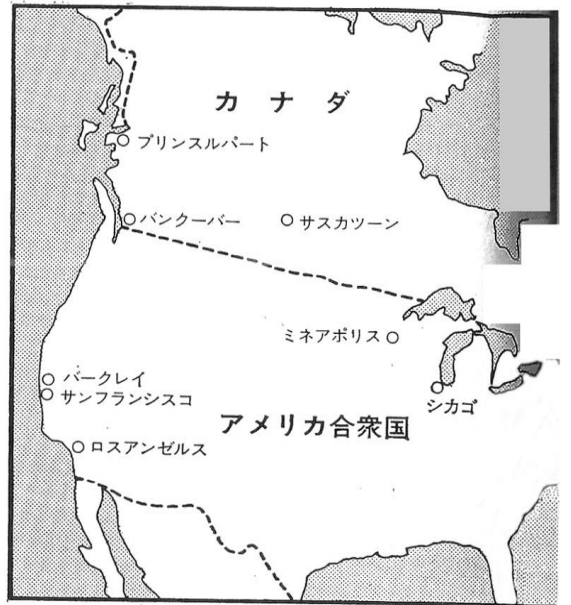 カナダ
プリンスルパート
バンクーバー
サスカツーン
ミネアポリス
バークレイ
サンフランシスコ
シカゴ
アメリカ合衆国
ロスアンゼルス